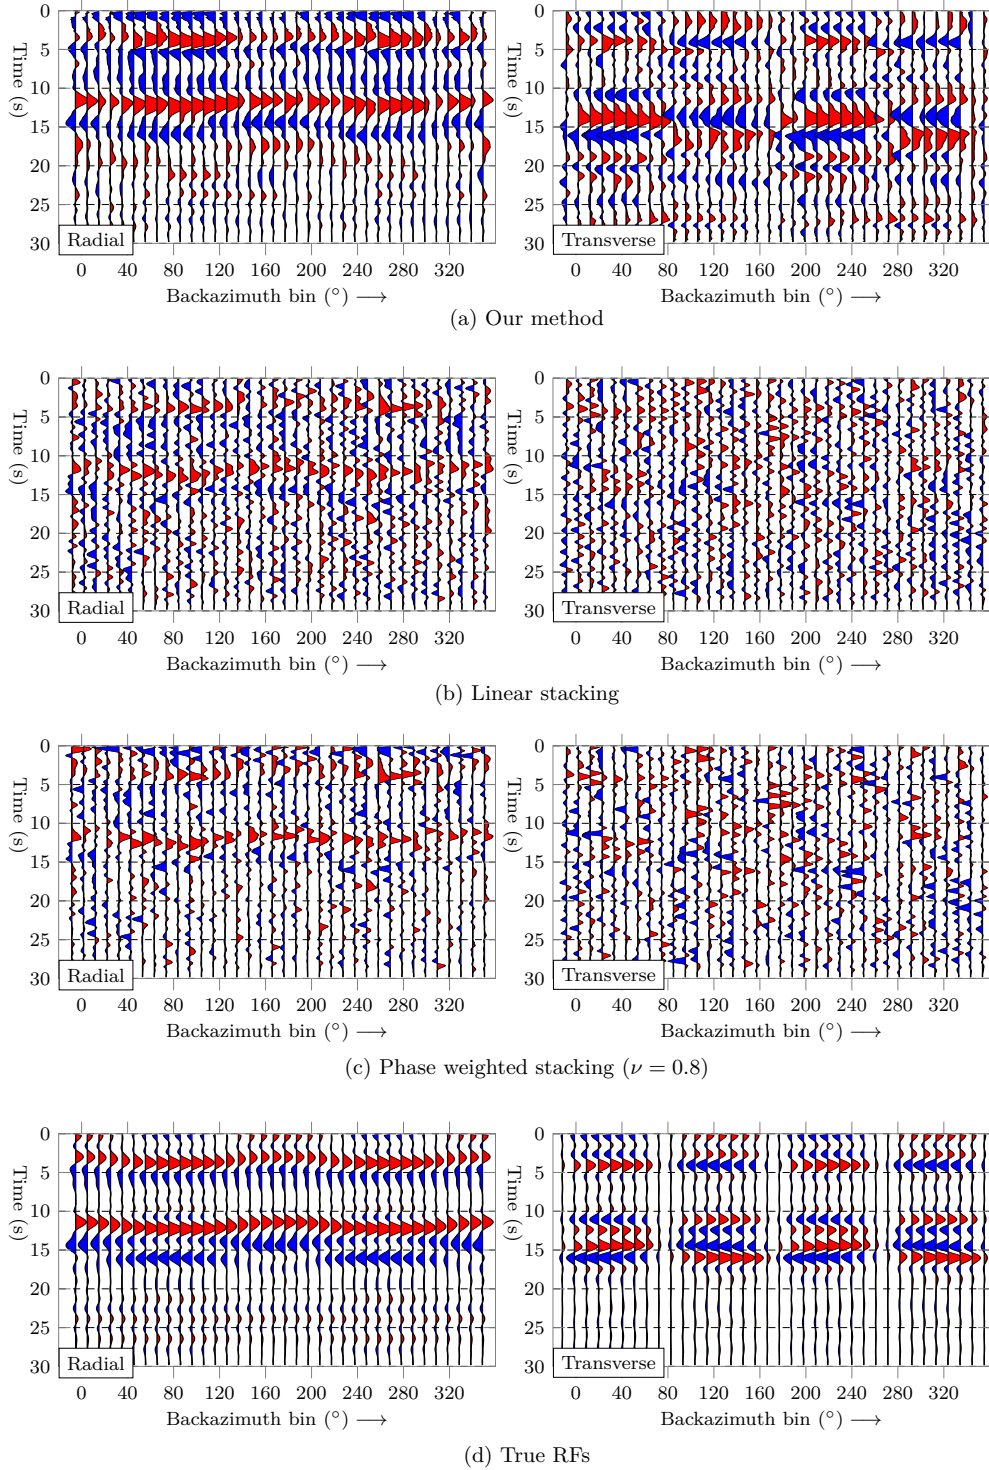 0
5
10
15
20
25
30
Time (s)
Radial
0 40 80 120 160 200 240 280 320
Backazimuth bin (°) →
0
5
10
15
20
25
30
Time (s)
Transverse
0 40 80 120 160 200 240 280 320
Backazimuth bin (°) →
(a) Our method
0
5
10
15
20
25
30
Time (s)
Radial
0 40 80 120 160 200 240 280 320
Backazimuth bin (°) →
0
5
10
15
20
25
30
Time (s)
Transverse
0 40 80 120 160 200 240 280 320
Backazimuth bin (°) →
(b) Linear stacking
0
5
10
15
20
25
30
Time (s)
Radial
0 40 80 120 160 200 240 280 320
Backazimuth bin (°) →
0
5
10
15
20
25
30
Time (s)
Transverse
0 40 80 120 160 200 240 280 320
Backazimuth bin (°) →
(c) Phase weighted stacking (ν = 0.8)
0
5
10
15
20
25
30
Time (s)
Radial
0 40 80 120 160 200 240 280 320
Backazimuth bin (°) →
0
5
10
15
20
25
30
Time (s)
Transverse
0 40 80 120 160 200 240 280 320
Backazimuth bin (°) →
(d) True RFs